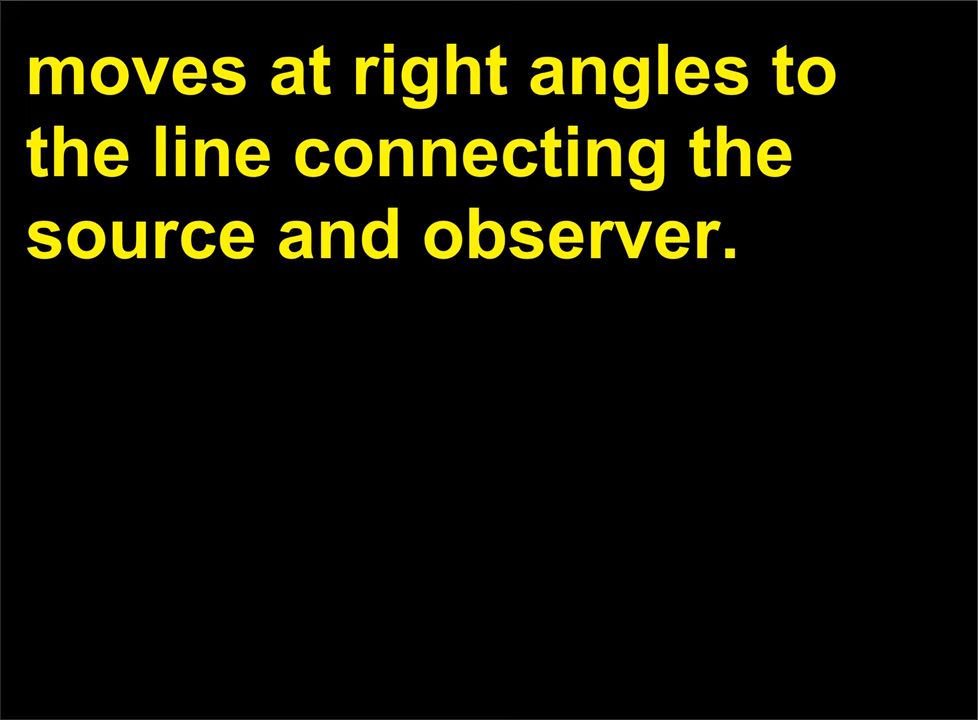 moves at right angles to
the line connecting the
source and observer.